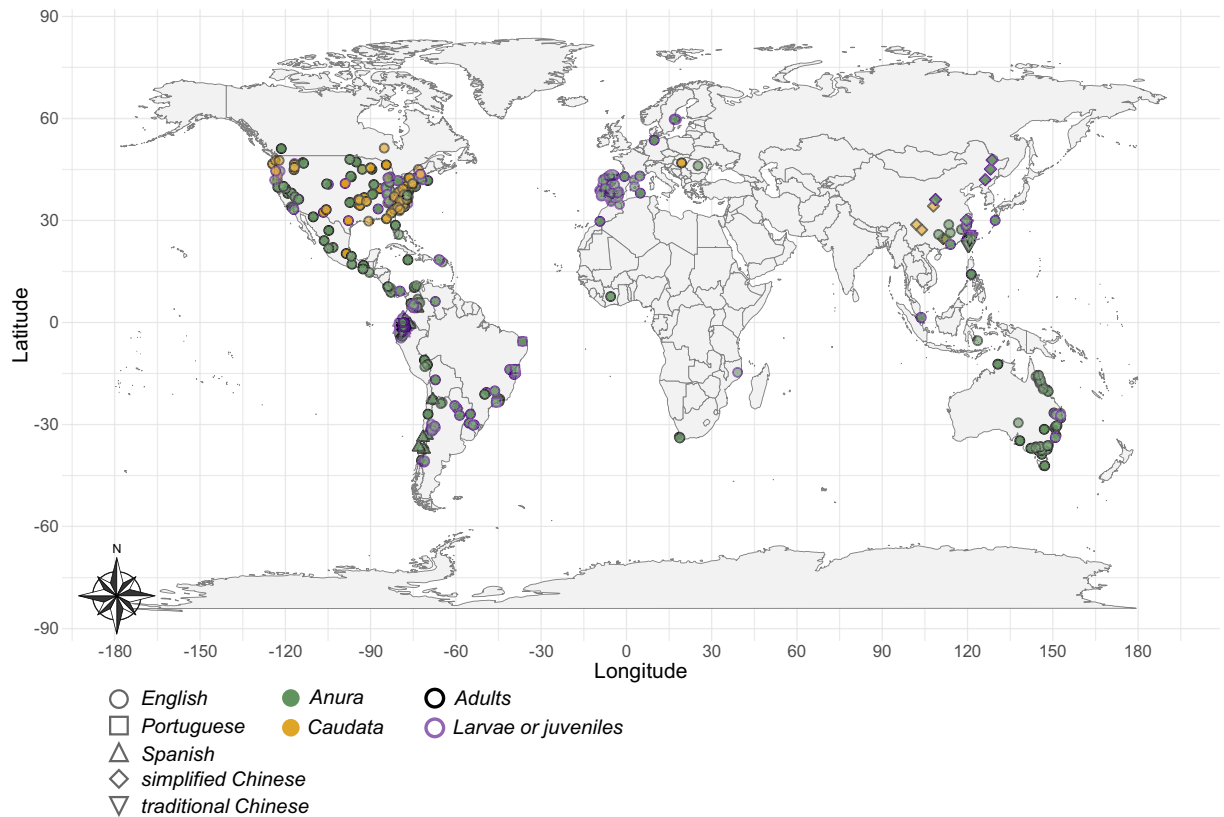 90
60
30
0
-30
-60
-90
Latitude
N
-180 -150 -120 -90 -60 -30 0 30 60 90 120 150 180
Longitude
English Anura Adults
Portuguese Caudata Larvae or juveniles
Spanish
simplified Chinese
traditional Chinese